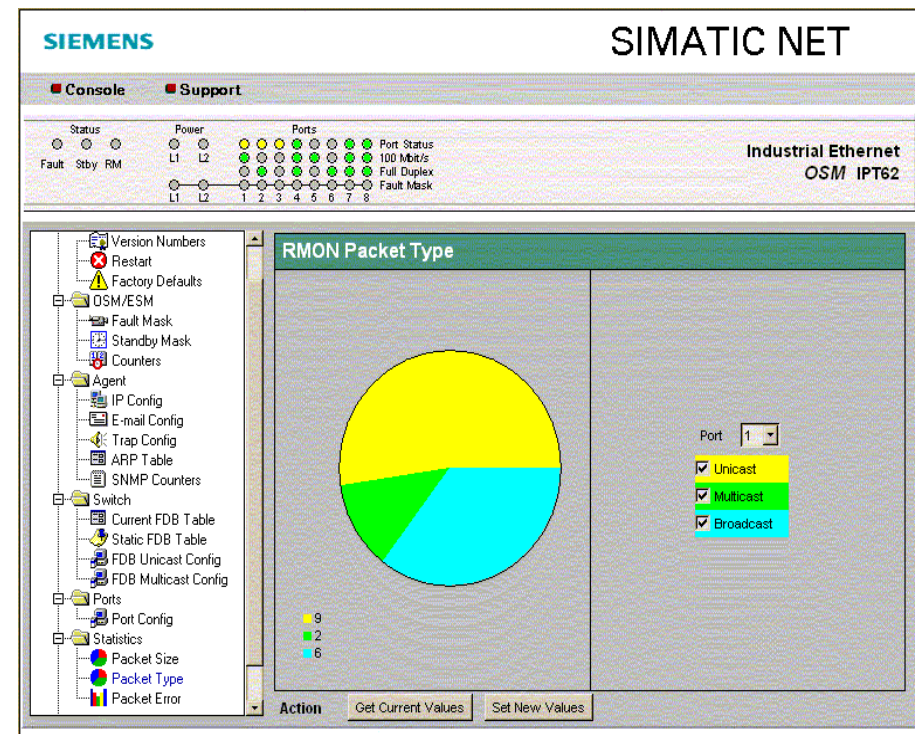 SIEMENS
SIMATIC NET
Console Support
Status Power Ports
Port Status
Fault Stby RM L1 L2 100 Mbit/s
Full Duplex
Fault Mask
L1 L2 1 2 3 4 5 6 7 8
Industrial Ethernet
OSM IPT62
Version Numbers
Restart
Factory Defaults
OSM/ESM
Fault Mask
Standby Mask
Counters
Agent
IP Config
E-mail Config
Trap Config
ARP Table
SNMP Counters
Switch
Current FDB Table
Static FDB Table
FDB Unicast Config
FDB Multicast Config
Ports
Port Config
Statistics
Packet Size
Packet Type
Packet Error
RMON Packet Type
9
2
6
Port 1
Unicast
Multicast
Broadcast
Action Get Current Values Set New Values